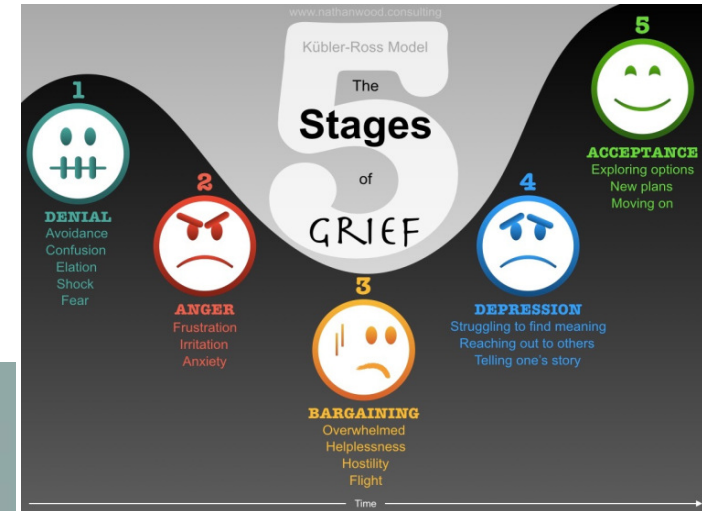 www.nathanwood.consulting
Kübler-Ross Model
The
5
Stages
of
GRIEF
1
DENIAL
Avoidance
Confusion
Elation
Shock
Fear
2
ANGER
Frustration
Irritation
Anxiety
3
BARGAINING
Overwhelmed
Helplessness
Hostility
Flight
4
DEPRESSION
Struggling to find meaning
Reaching out to others
Telling one's story
5
ACCEPTANCE
Exploring options
New plans
Moving on
Time